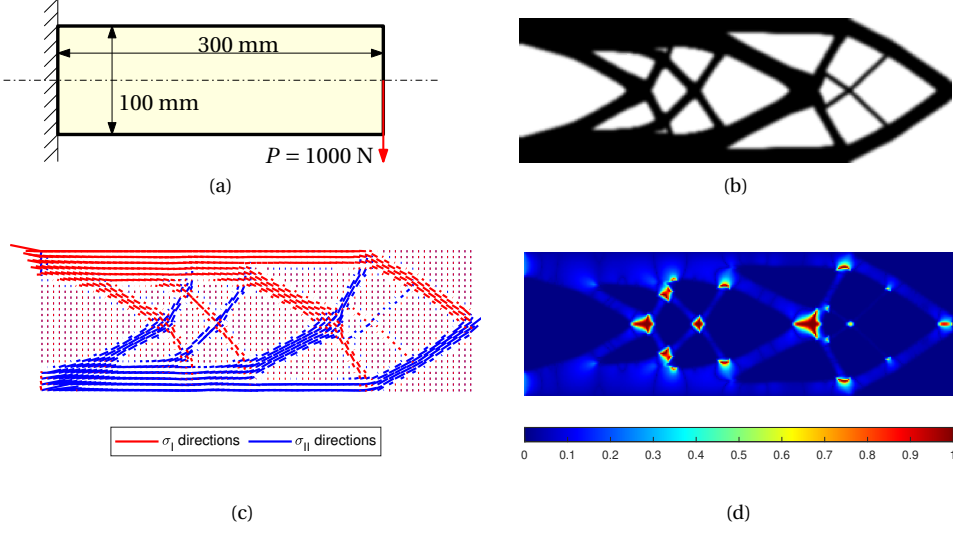 300 mm
100 mm
P = 1000 N
(a)
(b)
σI directions
σII directions
(c)
0 0.1 0.2 0.3 0.4 0.5 0.6 0.7 0.8 0.9 1
(d)